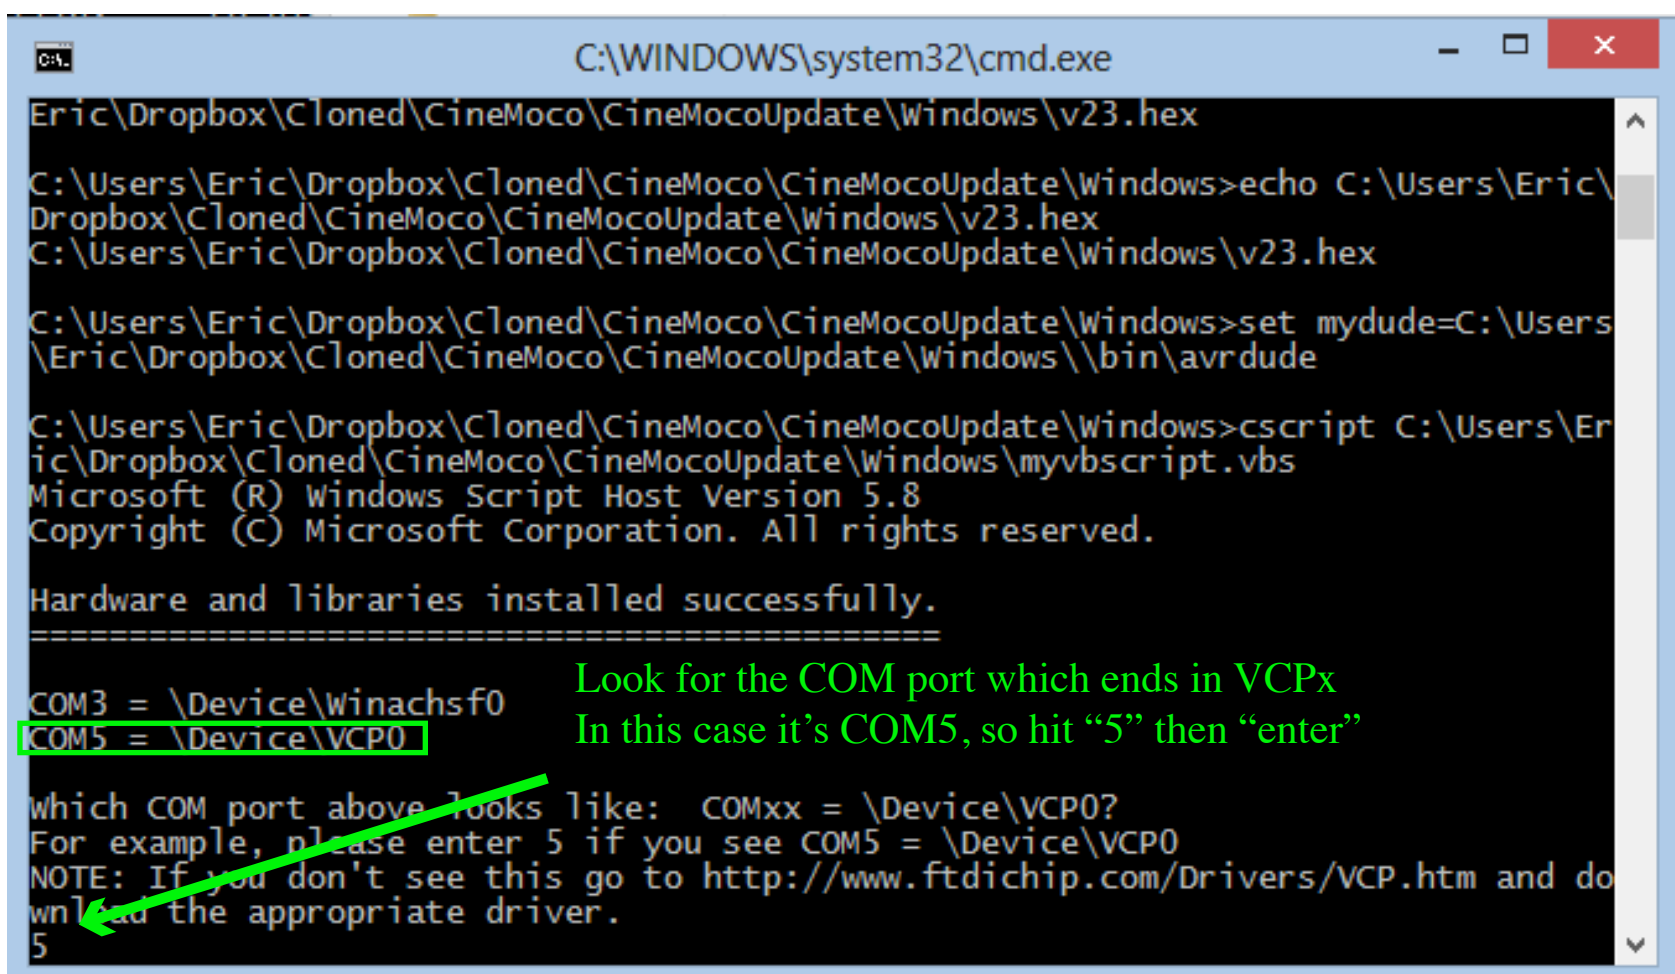 C:\WINDOWS\system32\cmd.exe
Eric\Dropbox\Cloned\CineMoco\CineMocoUpdate\Windows\v23.hex
C:\Users\Eric\Dropbox\Cloned\CineMoco\CineMocoUpdate\Windows>echo C:\Users\Eric\
Dropbox\Cloned\CineMoco\CineMocoUpdate\Windows\v23.hex
C:\Users\Eric\Dropbox\Cloned\CineMoco\CineMocoUpdate\Windows\v23.hex
C:\Users\Eric\Dropbox\Cloned\CineMoco\CineMocoUpdate\Windows>set mydude=C:\Users
\Eric\Dropbox\Cloned\CineMoco\CineMocoUpdate\Windows\\bin\avrdude
C:\Users\Eric\Dropbox\Cloned\CineMoco\CineMocoUpdate\Windows>cscript C:\Users\Er
ic\Dropbox\Cloned\CineMoco\CineMocoUpdate\Windows\myvbscript.vbs
Microsoft (R) Windows Script Host Version 5.8
Copyright (C) Microsoft Corporation. All rights reserved.
Hardware and libraries installed successfully.
==============================================
COM3 = \Device\Winachsf0
COM5 = \Device\VCP0
Look for the COM port which ends in VCPx
In this case it’s COM5, so hit “5” then “enter”
Which COM port above looks like:  COMxx = \Device\VCP0?
For example, please enter 5 if you see COM5 = \Device\VCP0
NOTE: If you don't see this go to http://www.ftdichip.com/Drivers/VCP.htm and do
wnload the appropriate driver.
5